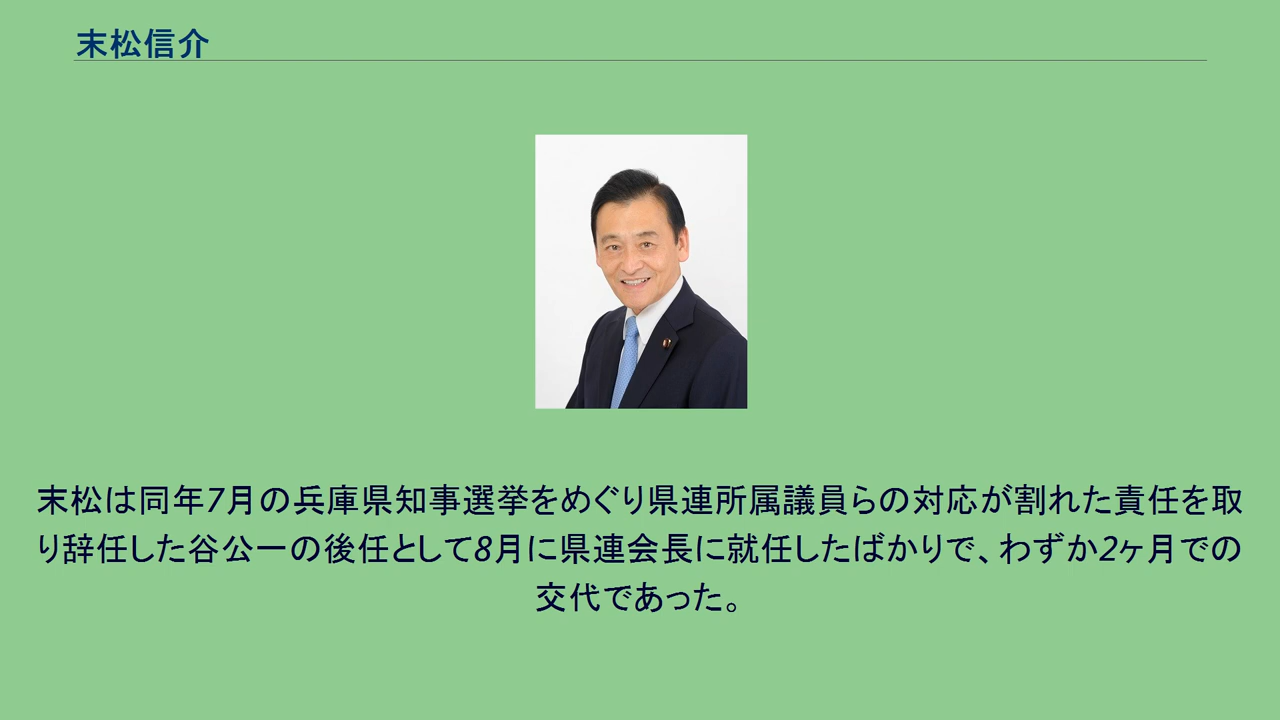 末松信介
末松は同年7月の兵庫県知事選挙をめぐり県連所属議員らの対応が割れた責任を取
り辞任した谷公一の後任として8月に県連会長に就任したばかりで、わずか2ヶ月での
交代であった。